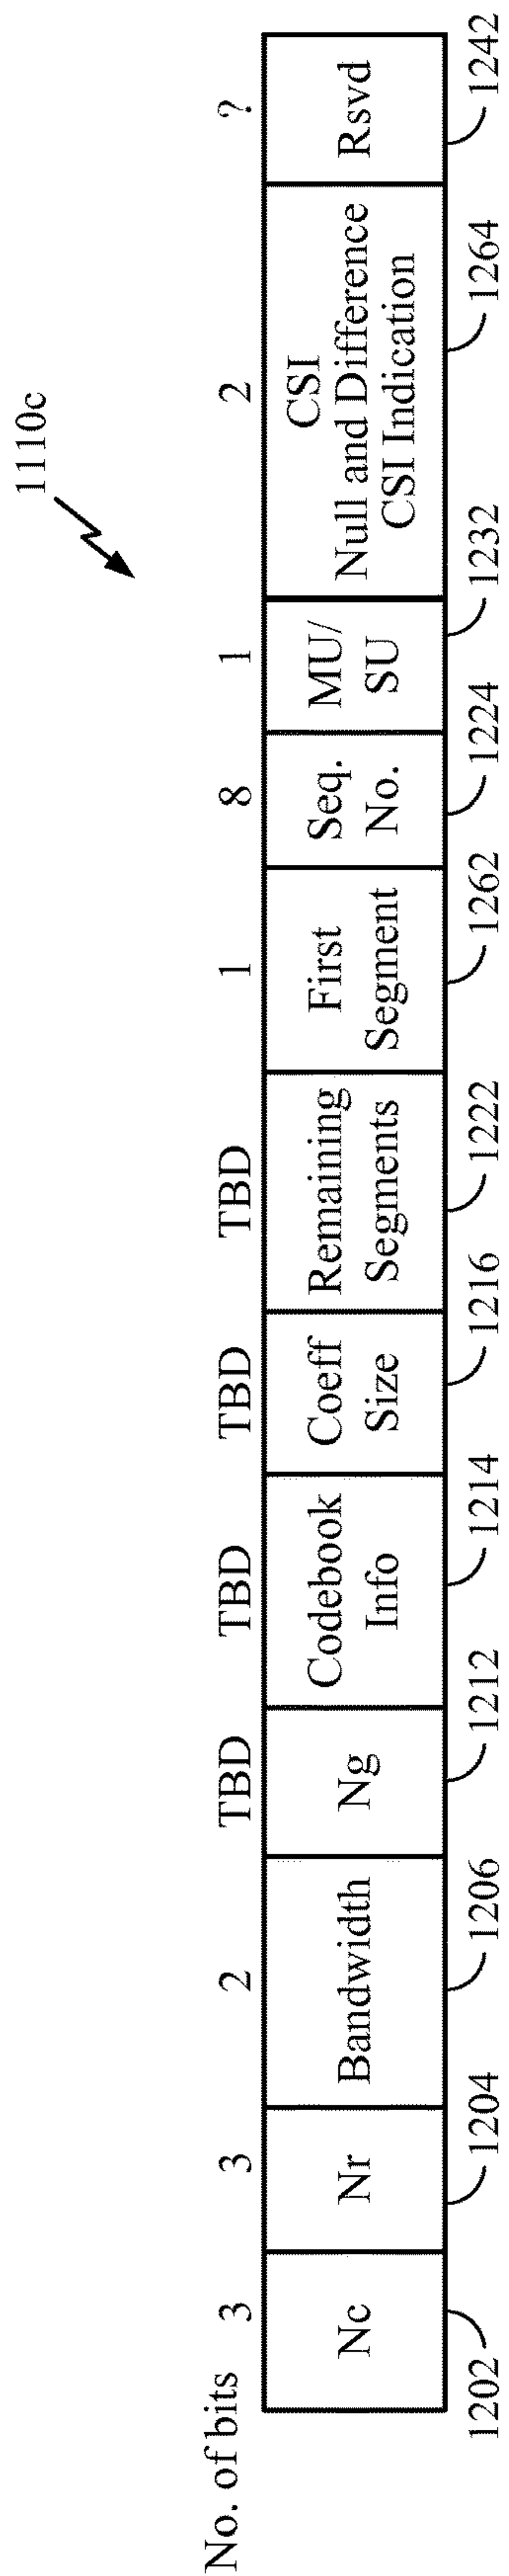 1110c
No. of bits
3
3
2
TBD
TBD
TBD
TBD
1
8
1
2
?
Nc
Nr
Bandwidth
Ng
Codebook
Info
Coeff
Size
Remaining
Segments
First
Segment
Seq.
No.
MU/
SU
CSI
Null and Difference
CSI Indication
Rsvd
1202
1204
1206
1212
1214
1216
1222
1262
1224
1232
1264
1242